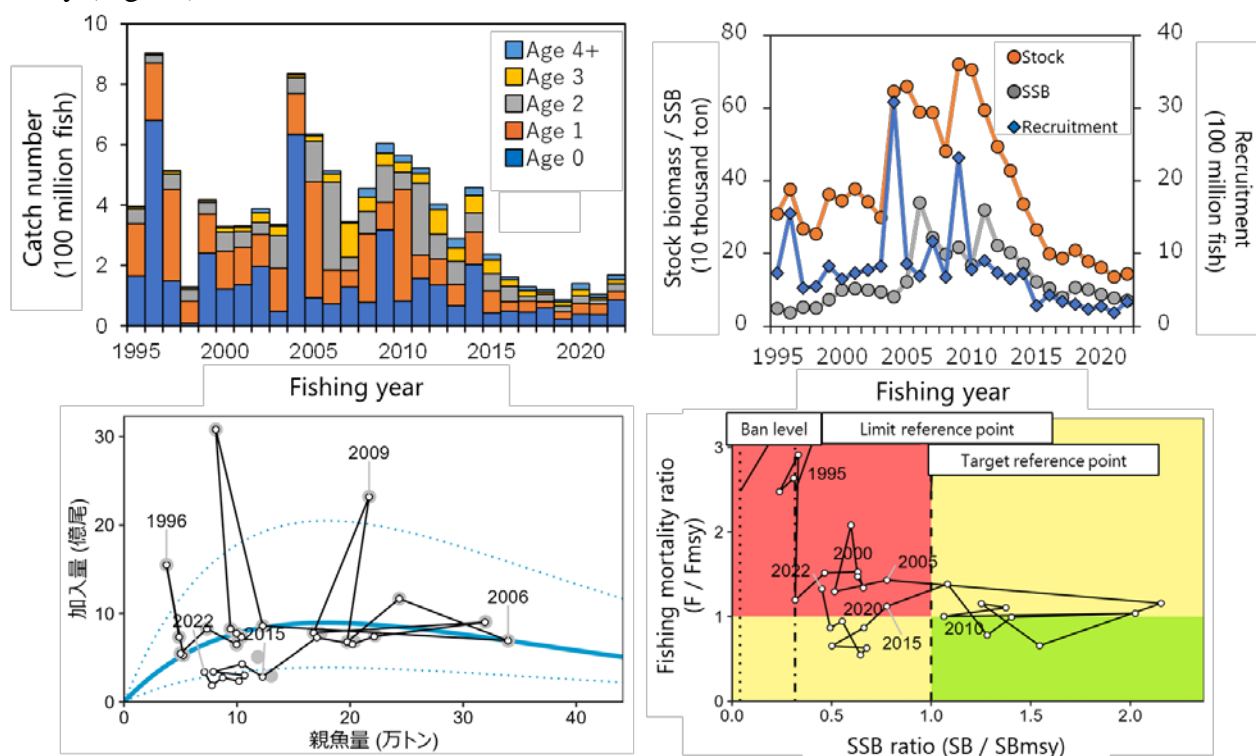 10
8
6
4
2
0
Catch number
(100 million fish)
Age 4+
Age 3
Age 2
Age 1
Age 0
1995
2000
2005
2010
2015
2020
Fishing year
80
60
40
20
0
Stock biomass / SSB
(10 thousand ton)
Stock
SSB
Recruitment
40
30
20
10
0
Recruitment
(100 million fish)
1995
2000
2005
2010
2015
2020
Fishing year
30
20
10
0
加入量 (億尾)
1996
2009
2022
2015
2006
0
10
20
30
40
親魚量 (万トン)
Ban level
Limit reference point
Target reference point
3
2
1
0
Fishing mortality ratio
(F / Fmsy)
1995
2000
2022
2005
2020
2015
2010
0.0
0.5
1.0
1.5
2.0
SSB ratio (SB / SBmsy)